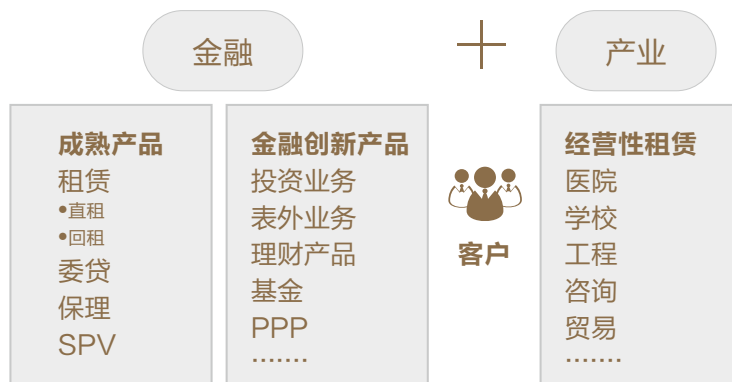 金融
产业
成熟产品
租赁
•直租
•回租
委贷
保理
SPV
金融创新产品
投资业务
表外业务
理财产品
基金
PPP
.......
客户
经营性租赁
医院
学校
工程
咨询
贸易
.......